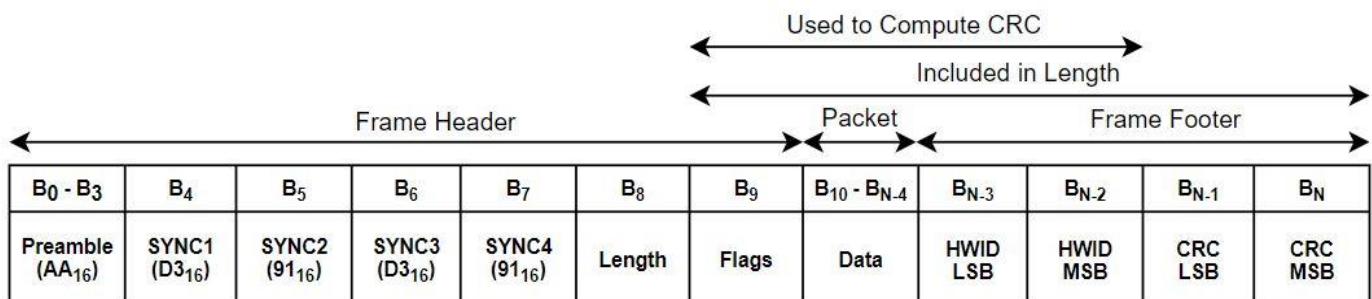 Used to Compute CRC
Included in Length
Frame Header Packet Frame Footer
B0 - B3 B4 B5 B6 B7 B8 B9 B10 - BN-4 BN-3 BN-2 BN-1 BN
Preamble SYNC1 SYNC2 SYNC3 SYNC4 Length Flags Data HWID HWID CRC CRC
(AA16) (D316) (9116) (D316) (9116) LSB MSB LSB MSB